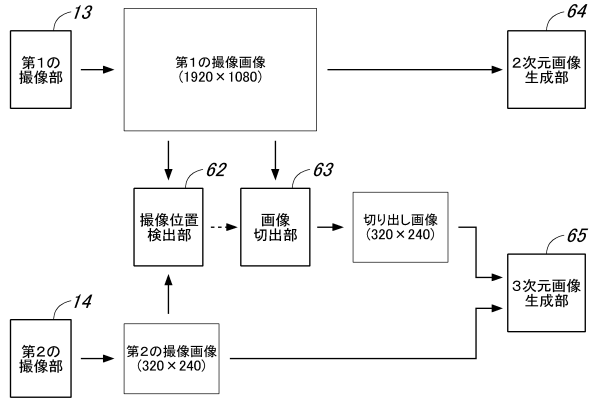 13
第1の
撮像部
第1の撮像画像
(1920×1080)
64
2次元画像
生成部
62
撮像位置
検出部
63
画像
切出部
切り出し画像
(320×240)
65
3次元画像
生成部
14
第2の
撮像部
第2の撮像画像
(320×240)